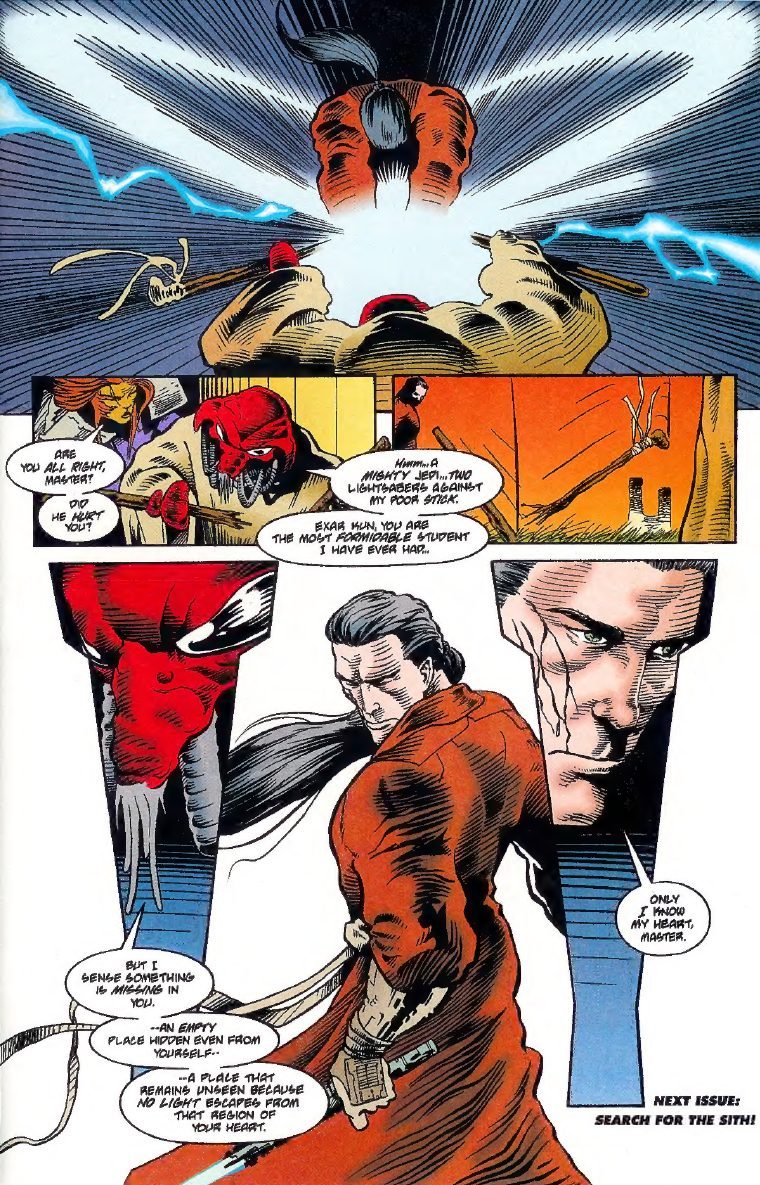 ARE
YOU ALL RIGHT,
MASTER?
DID
HE HURT
YOU?
HMM...A
MIGHTY JEDI...TWO
LIGHTSABERS AGAINST
MY POOR STICK.
EXAR KUN, YOU ARE
THE MOST FORMIDABLE STUDENT
I HAVE EVER HAD...
BUT I
SENSE SOMETHING
IS MISSING IN
YOU.
--AN EMPTY
PLACE HIDDEN EVEN FROM
YOURSELF--
--A PLACE THAT
REMAINS UNSEEN BECAUSE
NO LIGHT ESCAPES FROM
THAT REGION OF
YOUR HEART.
ONLY
I KNOW
MY HEART,
MASTER.
NEXT ISSUE:
SEARCH FOR THE SITH!